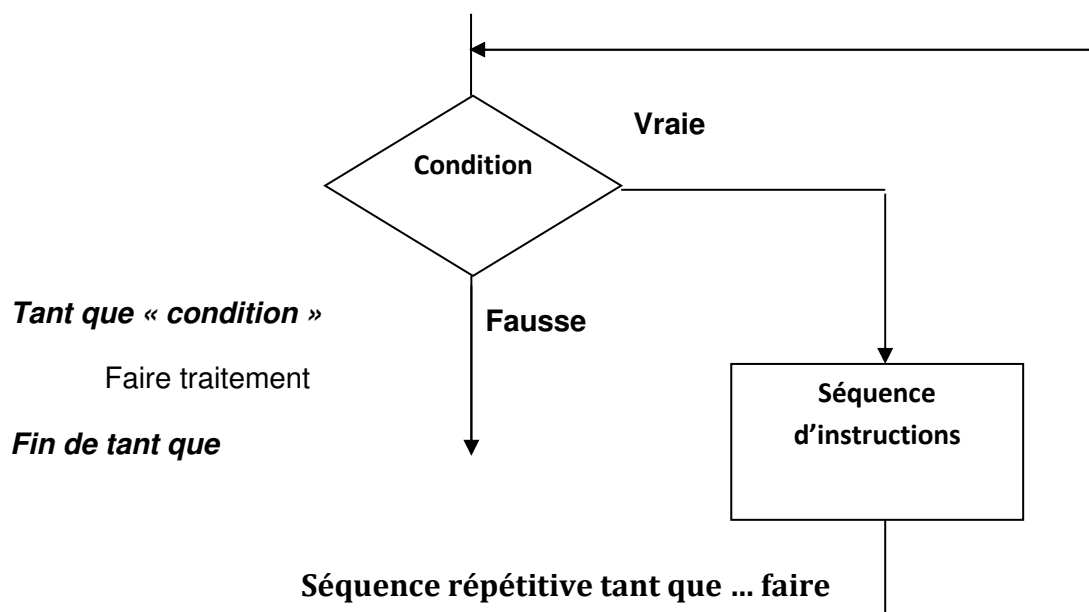 Vraie
Condition
Tant que « condition »
Fausse
Faire traitement
Séquence
d’instructions
Fin de tant que
Séquence répétitive tant que ... faire